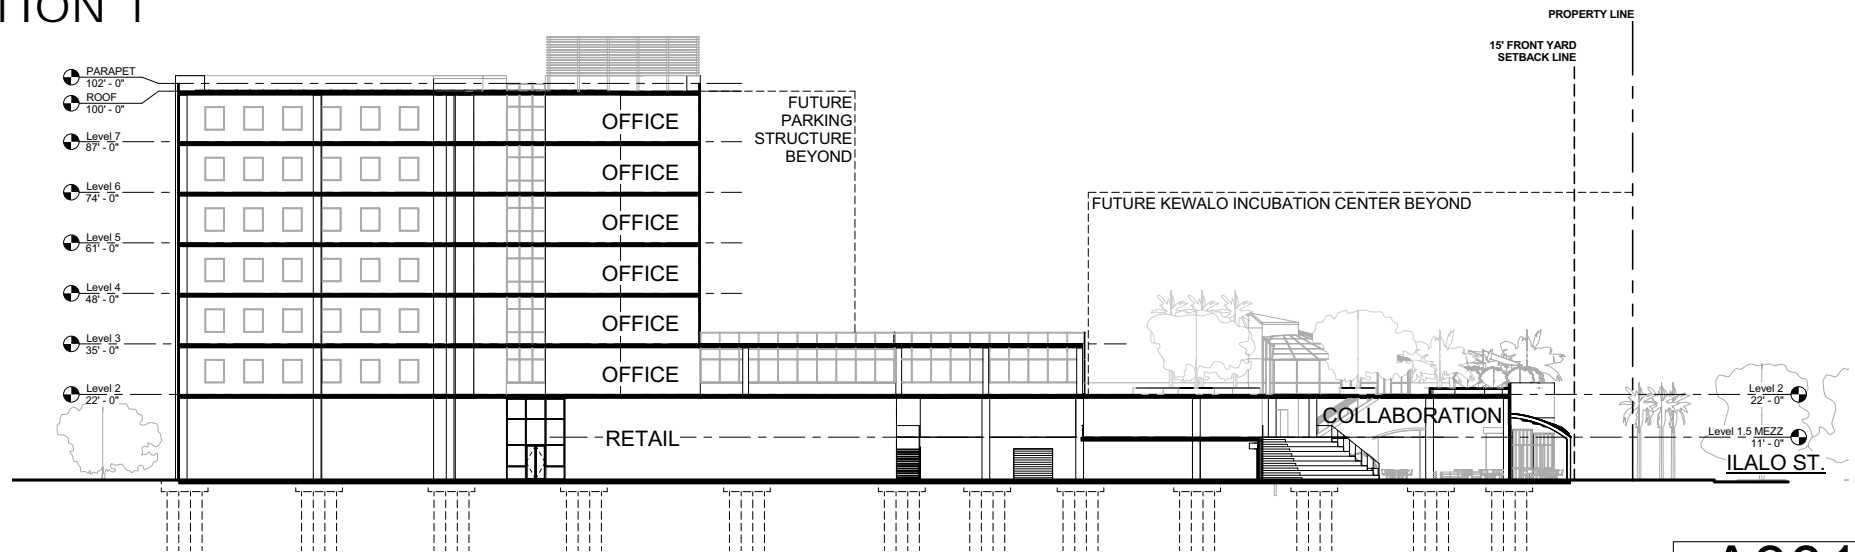 PROPERTY LINE
15' FRONT YARD
SETBACK LINE
PARAPET
102' - 0"
ROOF
100' - 0"
Level 7
87' - 0"
Level 6
74' - 0"
Level 5
61' - 0"
Level 4
48' - 0"
Level 3
35' - 0"
Level 2
22' - 0"
OFFICE
OFFICE
OFFICE
OFFICE
OFFICE
OFFICE
RETAIL
FUTURE
PARKING
STRUCTURE
BEYOND
FUTURE KEWALO INCUBATION CENTER BEYOND
COLLABORATION
Level 2
22' - 0"
Level 1.5 MEZZ
11' - 0"
ILALO ST.